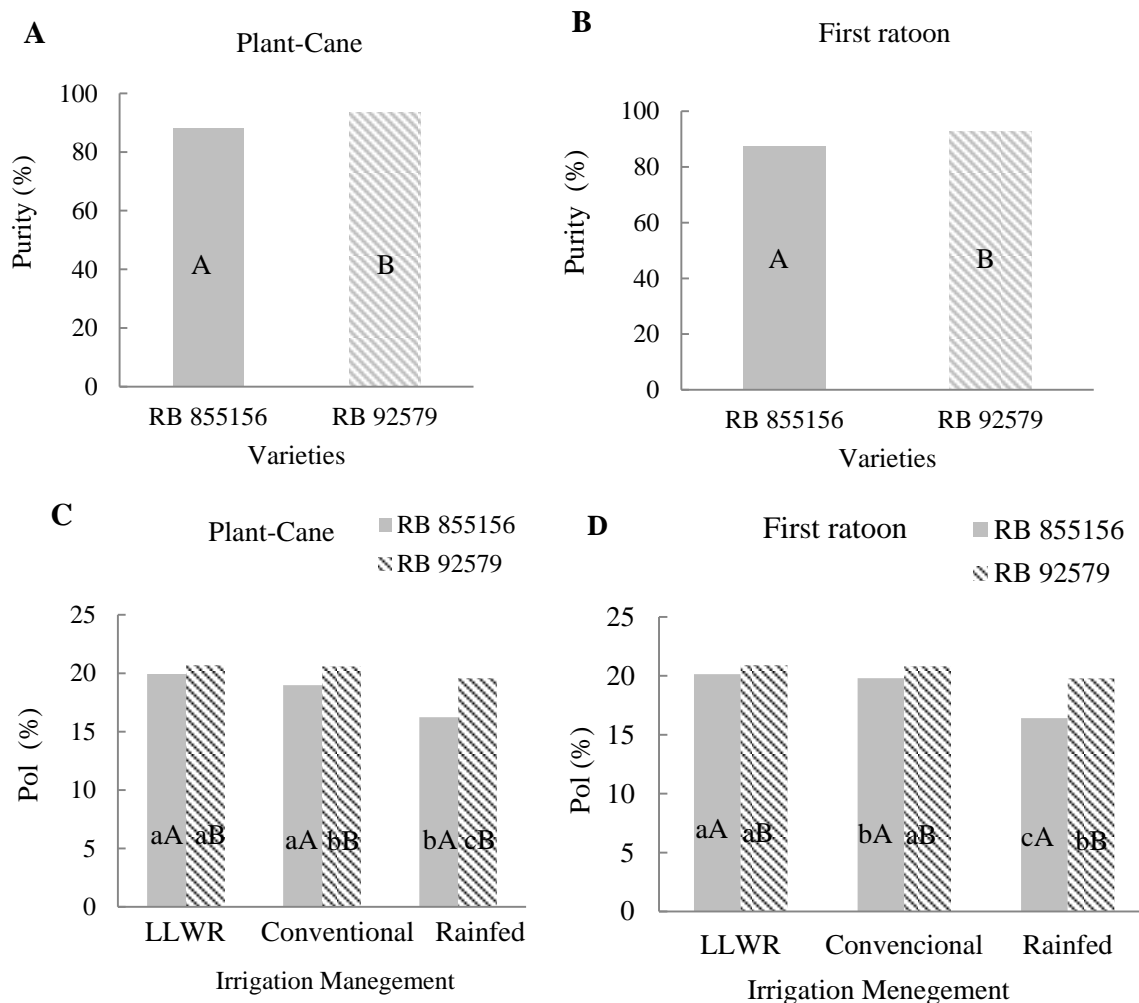 A
Plant-Cane
Purity (%)
100
80
60
40
20
0
A
B
RB 855156
RB 92579
Varieties
B
First ratoon
Purity (%)
100
80
60
40
20
0
A
B
RB 855156
RB 92579
Varieties
C
Plant-Cane
RB 855156
RB 92579
Pol (%)
25
20
15
10
5
0
aA aB
aA bB
bA cB
LLWR
Conventional
Rainfed
Irrigation Manegement
D
First ratoon
RB 855156
RB 92579
Pol (%)
25
20
15
10
5
0
aA aB
bA aB
cA bB
LLWR
Convencional
Rainfed
Irrigation Menegement